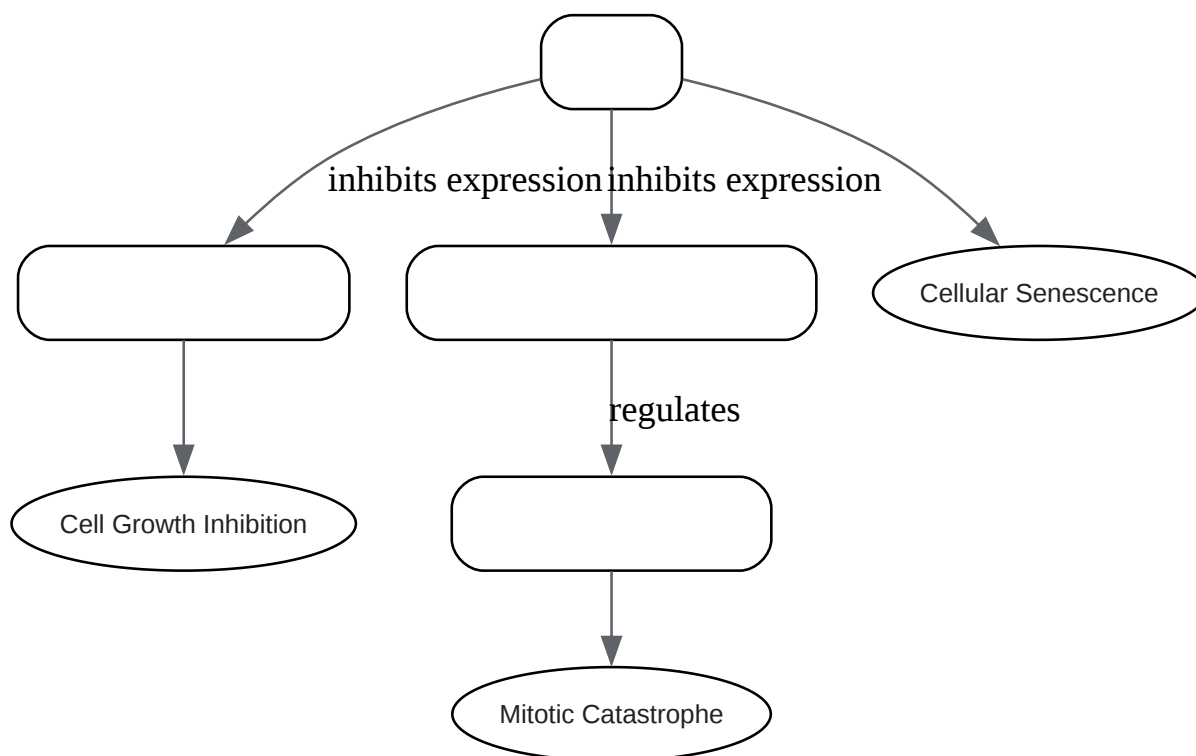 inhibits expression
inhibits expression
Cellular Senescence
regulates
Cell Growth Inhibition
Mitotic Catastrophe